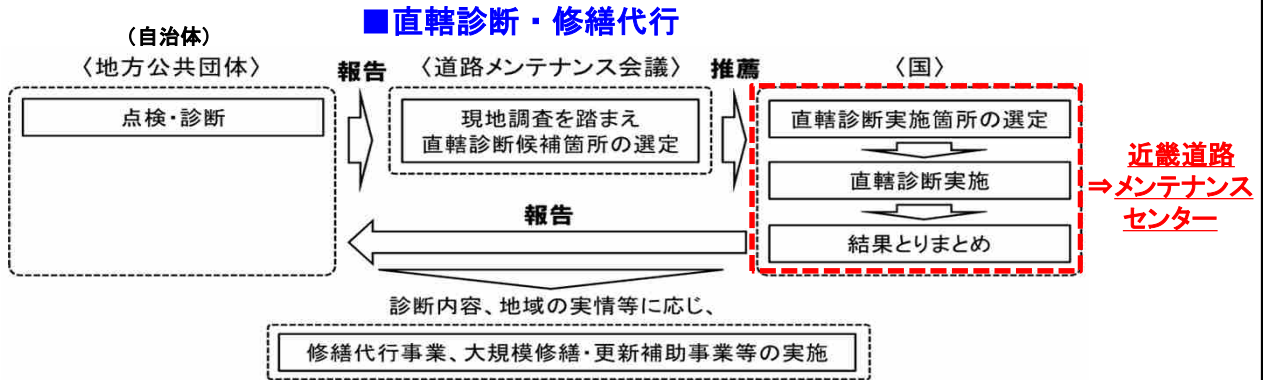 ■直轄診断・修繕代行
（自治体）
〈地方公共団体〉
点検・診断
報告
〈道路メンテナンス会議〉
現地調査を踏まえ
直轄診断候補箇所の選定
推薦
〈国〉
直轄診断実施箇所の選定
直轄診断実施
結果とりまとめ
近畿道路
⇒メンテナンス
センター
報告
診断内容、地域の実情等に応じ、
修繕代行事業、大規模修繕・更新補助事業等の実施